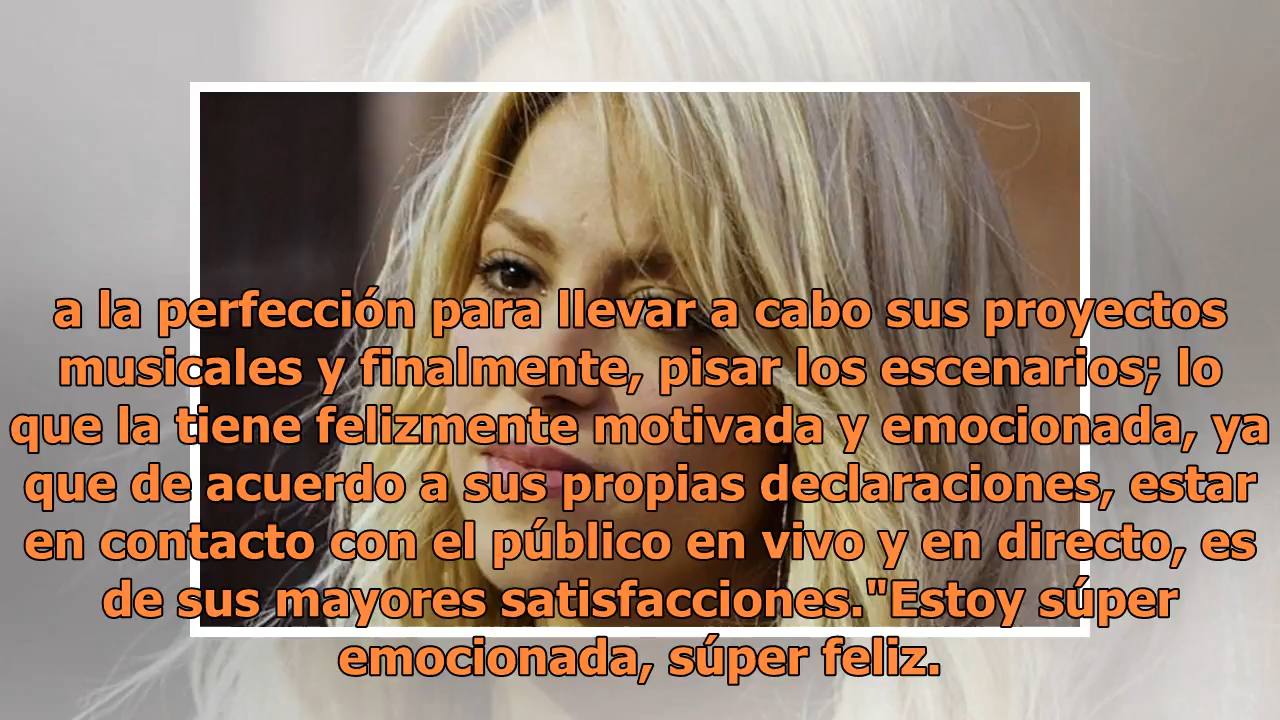 a la perfección para llevar a cabo sus proyectos
musicales y finalmente, pisar los escenarios; lo
que la tiene felizmente motivada y emocionada, ya
que de acuerdo a sus propias declaraciones, estar
en contacto con el público en vivo y en directo, es
de sus mayores satisfacciones."Estoy súper
emocionada, súper feliz.